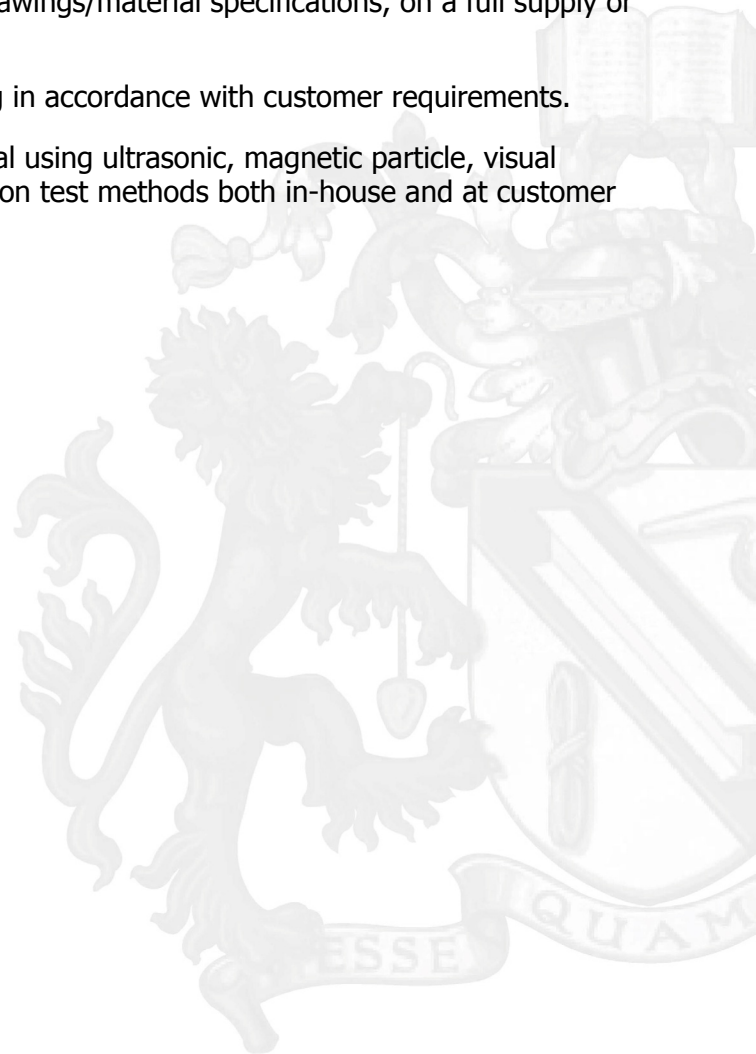 awings/material specifications, on a full supply or
g in accordance with customer requirements.
al using ultrasonic, magnetic particle, visual
on test methods both in-house and at customer
ESSE
QUAM